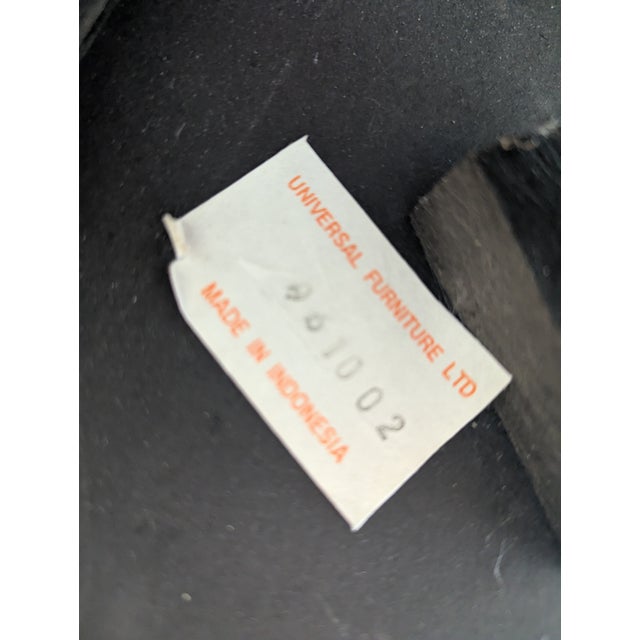 UNIVERSAL FURNITURE LTD
961002
MADE IN INDONESIA